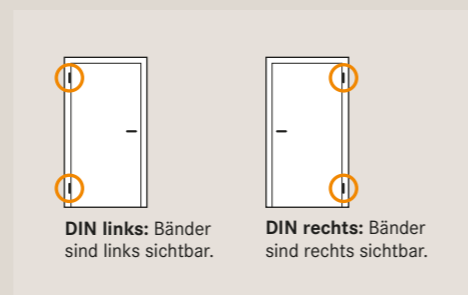 DIN links: Bänder
sind links sichtbar.
DIN rechts: Bänder
sind rechts sichtbar.